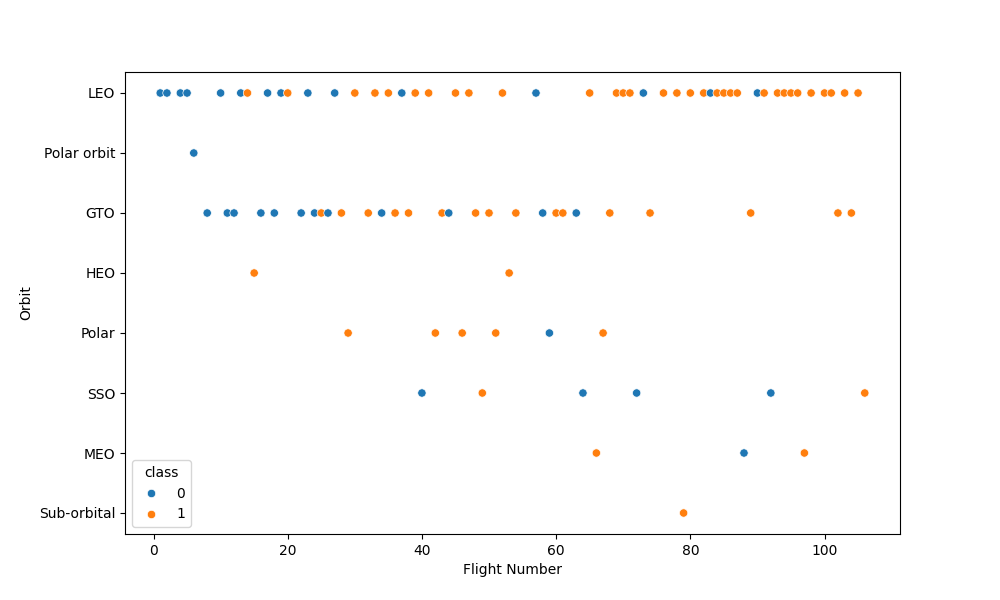 LEO
Polar orbit
GTO
HEO
Polar
SSO
MEO
Sub-orbital
Orbit
class
0
1
0 20 40 60 80 100
Flight Number